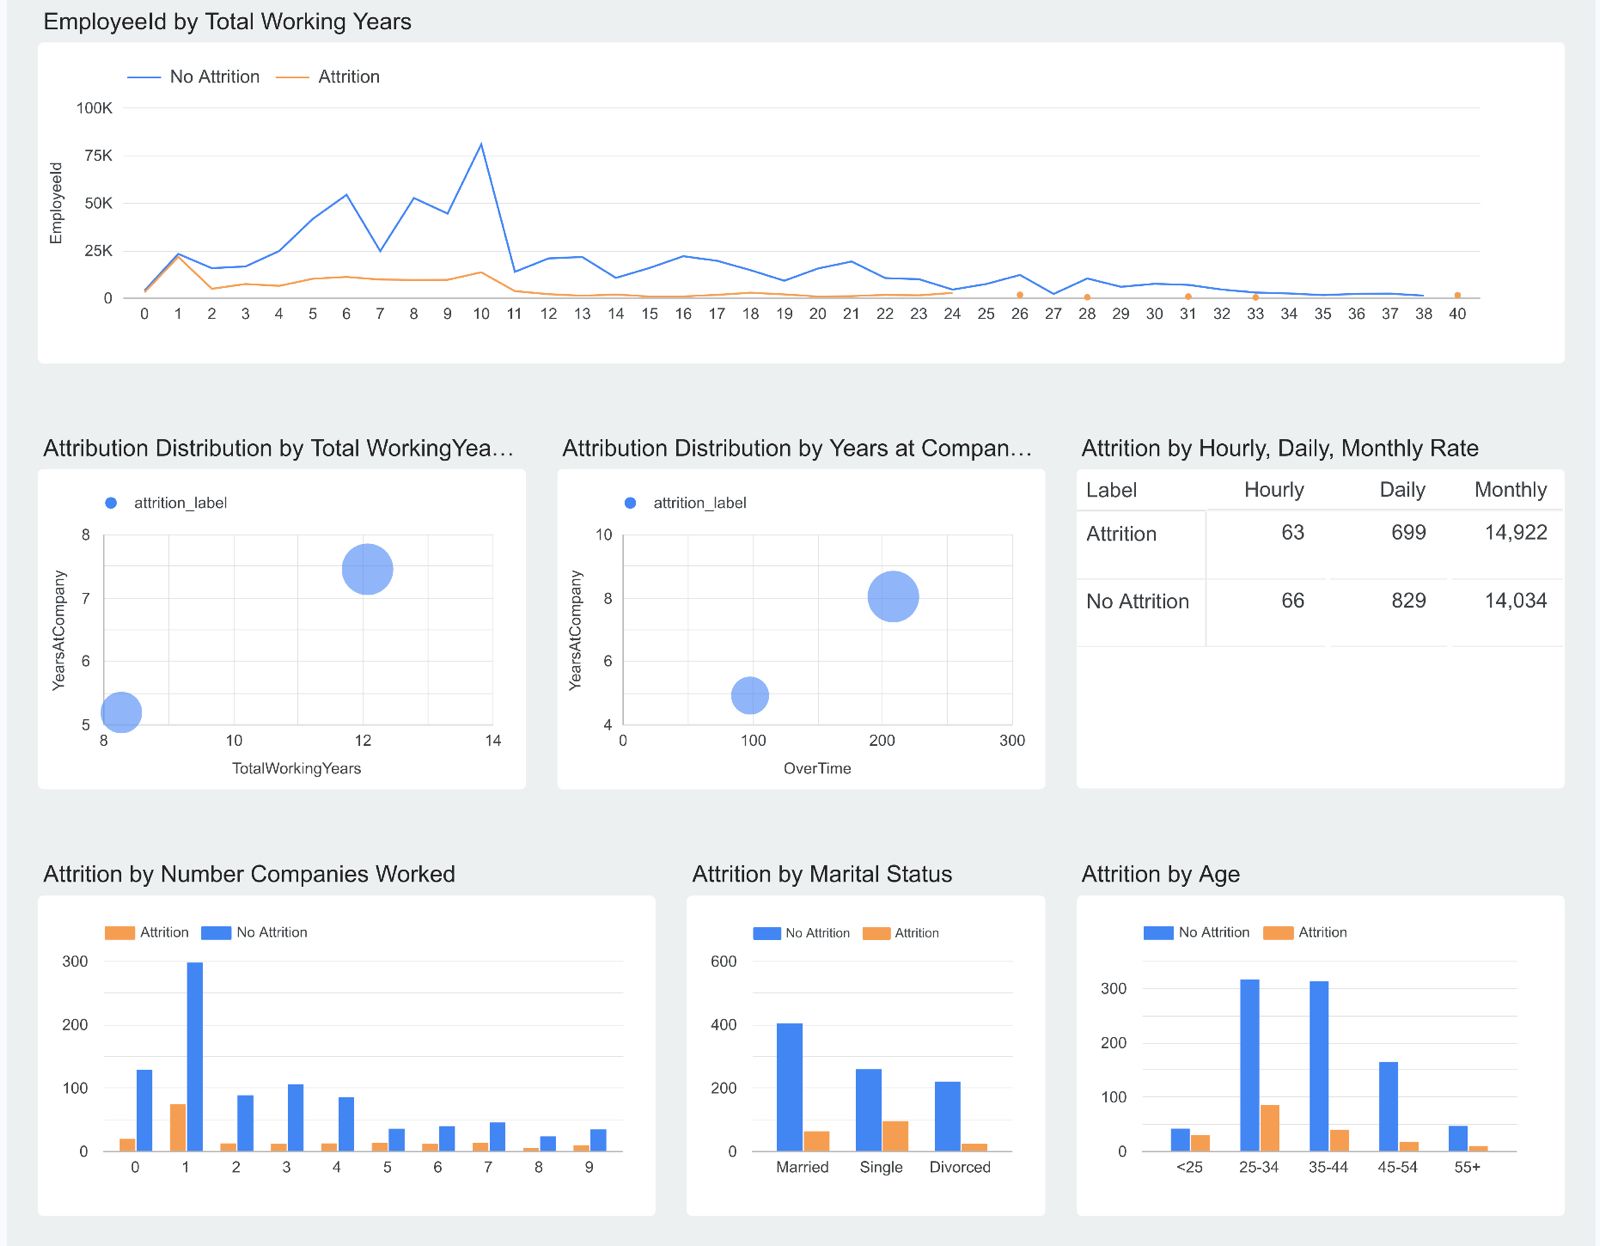 EmployeeId by Total Working Years
No Attrition Attrition
100K
75K
50K
25K
0
EmployeeId
0 1 2 3 4 5 6 7 8 9 10 11 12 13 14 15 16 17 18 19 20 21 22 23 24 25 26 27 28 29 30 31 32 33 34 35 36 37 38 40
Attribution Distribution by Total WorkingYea…
attrition_label
8
7
6
5
YearsAtCompany
8 10 12 14
TotalWorkingYears
Attribution Distribution by Years at Compan…
attrition_label
10
8
6
4
YearsAtCompany
0 100 200 300
OverTime
Attrition by Hourly, Daily, Monthly Rate
Label Hourly Daily Monthly
Attrition 63 699 14,922
No Attrition 66 829 14,034
Attrition by Number Companies Worked
Attrition No Attrition
300
200
100
0
0 1 2 3 4 5 6 7 8 9
Attrition by Marital Status
No Attrition Attrition
600
400
200
0
Married Single Divorced
Attrition by Age
No Attrition Attrition
300
200
100
0
<25 25-34 35-44 45-54 55+